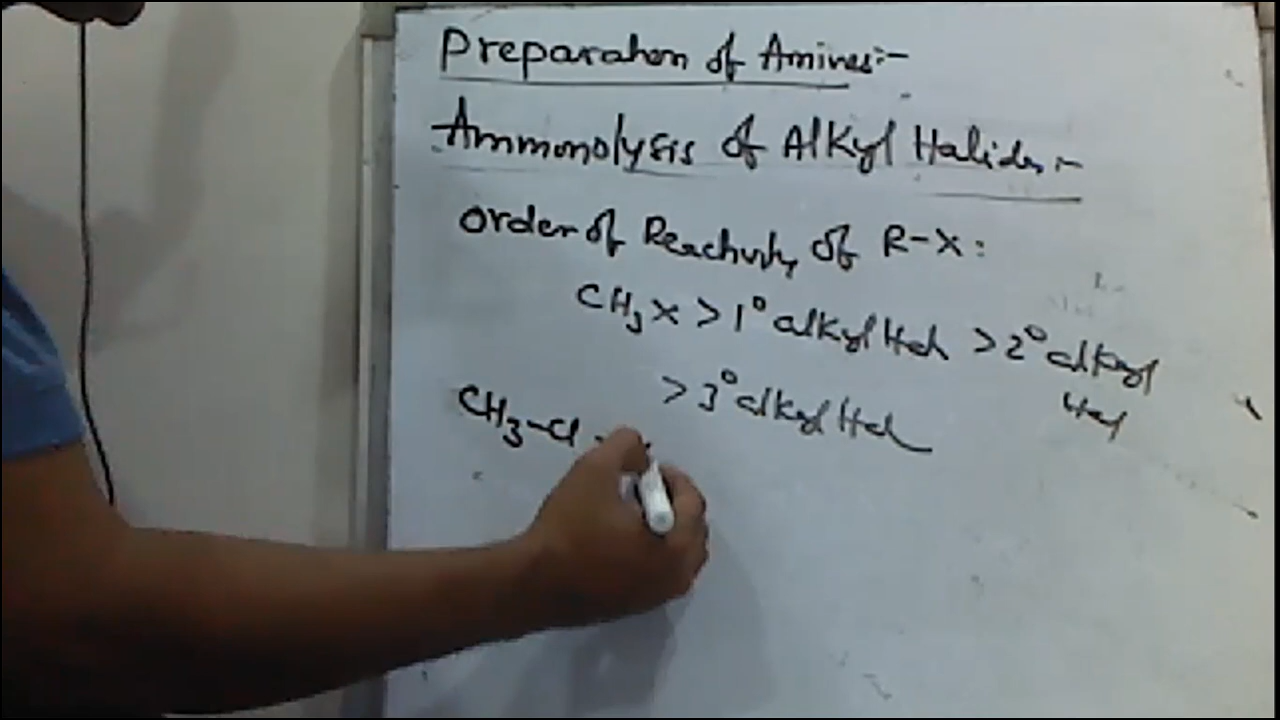 Preparation of Amines:-
Ammonolysis of Alkyl Halides:-
Order of Reactivity of R-X:
CH₃X > 1° alkyl Hal > 2° alkyl Hal
> 3° alkyl Hal
CH₃-Cl